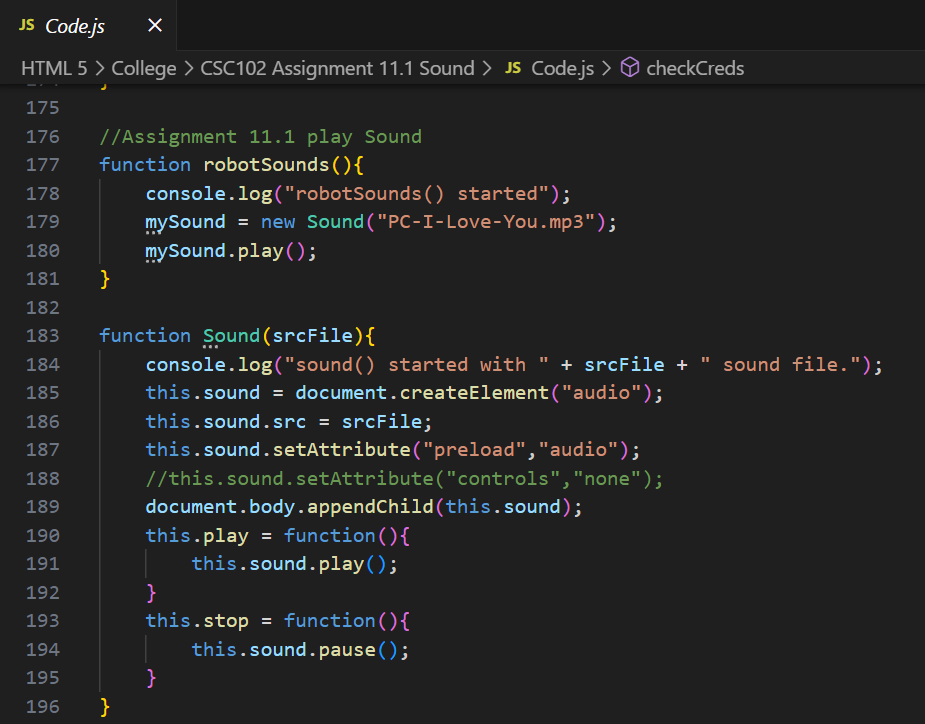 JS Code.js ×
HTML 5 > College > CSC102 Assignment 11.1 Sound > JS Code.js > checkCreds
174 }
175
176 //Assignment 11.1 play Sound
177 function robotSounds(){
178     console.log("robotSounds() started");
179     mySound = new Sound("PC-I-Love-You.mp3");
180     mySound.play();
181 }
182
183 function Sound(srcFile){
184     console.log("sound() started with " + srcFile + " sound file.");
185     this.sound = document.createElement("audio");
186     this.sound.src = srcFile;
187     this.sound.setAttribute("preload","audio");
188     //this.sound.setAttribute("controls","none");
189     document.body.appendChild(this.sound);
190     this.play = function(){
191         this.sound.play();
192     }
193     this.stop = function(){
194         this.sound.pause();
195     }
196 }